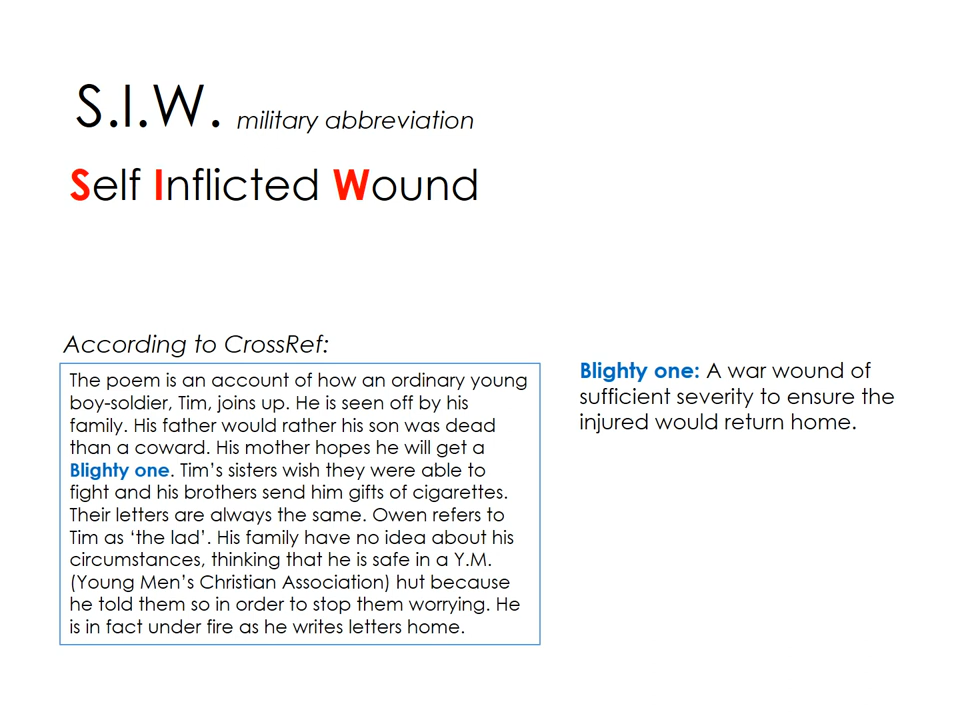 S.I.W. military abbreviation
Self Inflicted Wound
According to CrossRef:
The poem is an account of how an ordinary young
boy-soldier, Tim, joins up. He is seen off by his
family. His father would rather his son was dead
than a coward. His mother hopes he will get a
Blighty one. Tim’s sisters wish they were able to
fight and his brothers send him gifts of cigarettes.
Their letters are always the same. Owen refers to
Tim as ‘the lad’. His family have no idea about his
circumstances, thinking that he is safe in a Y.M.
(Young Men’s Christian Association) hut because
he told them so in order to stop them worrying. He
is in fact under fire as he writes letters home.
Blighty one: A war wound of
sufficient severity to ensure the
injured would return home.